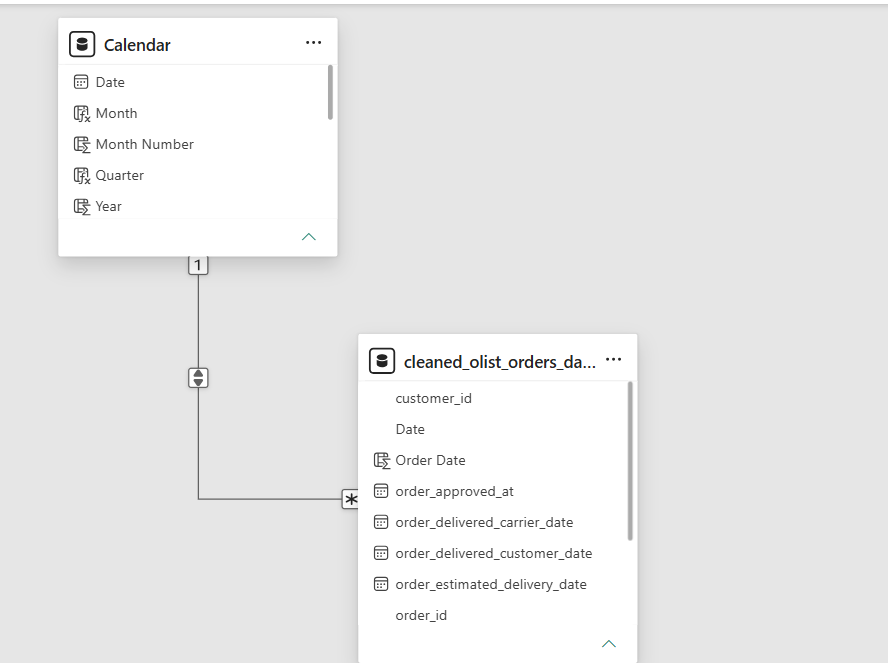 Calendar
Date
Month
Month Number
Quarter
Year
1
*
cleaned_olist_orders_da...
customer_id
Date
Order Date
order_approved_at
order_delivered_carrier_date
order_delivered_customer_date
order_estimated_delivery_date
order_id